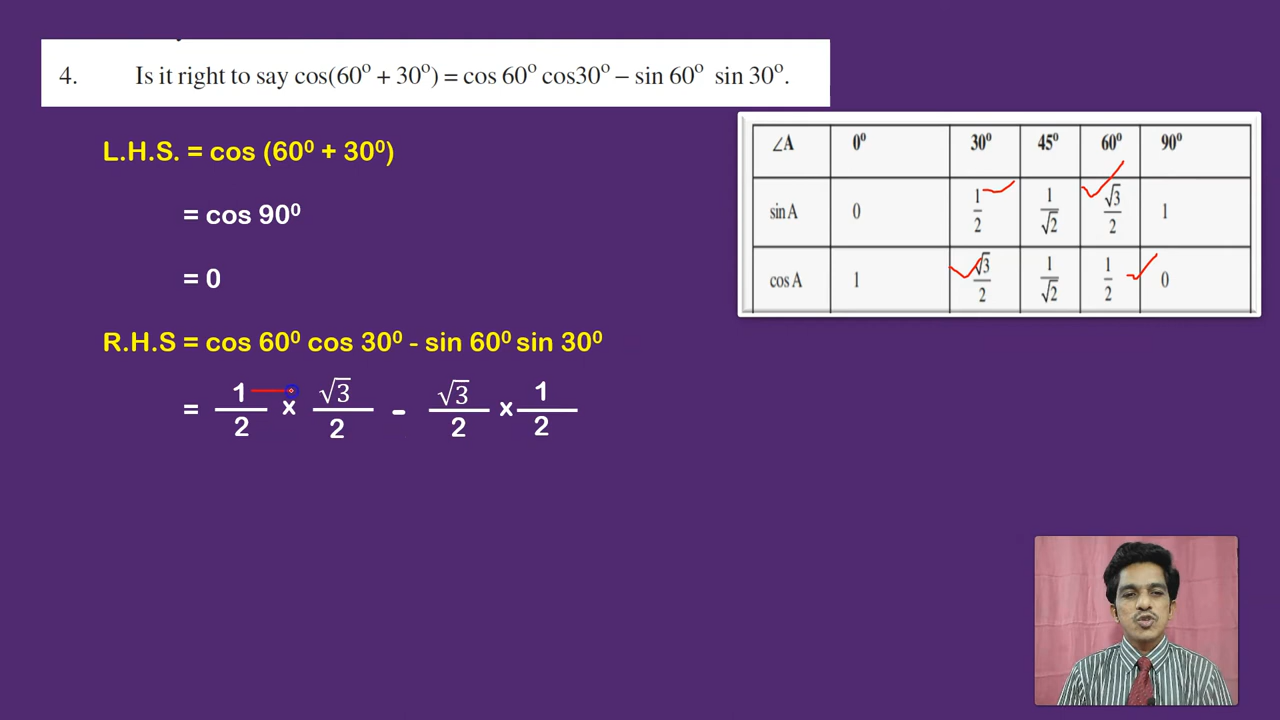 4. Is it right to say cos(60° + 30°) = cos 60° cos30° – sin 60° sin 30°.
L.H.S. = cos (60⁰ + 30⁰)
= cos 90⁰
= 0
R.H.S = cos 60⁰ cos 30⁰ - sin 60⁰ sin 30⁰
= 1/2 x √3/2 - √3/2 x 1/2
∠A 0⁰ 30⁰ 45⁰ 60⁰ 90⁰
sin A 0 1/2 1/√2 √3/2 1
cos A 1 √3/2 1/√2 1/2 0